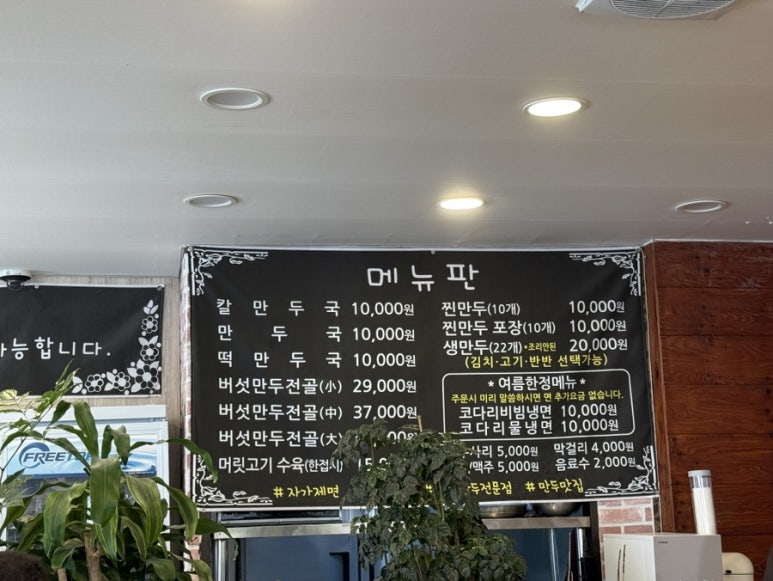 메뉴판
칼만두국 10,000원
만두국 10,000원
떡만두국 10,000원
버섯만두전골(小) 29,000원
버섯만두전골(中) 37,000원
버섯만두전골(大)
머릿고기 수육(한접시)
찐만두(10개) 10,000원
찐만두 포장(10개) 10,000원
생만두(22개) *조리안된 20,000원
(김치·고기·반반 선택가능)
* 여름한정메뉴 *
주문시 미리 말씀하시면 면 추가요금 없습니다.
코다리비빔냉면 10,000원
코다리물냉면 10,000원
5,000원 막걸리 4,000원
맥주 5,000원 음료수 2,000원
#자가제면 #만두맛집
합니다.